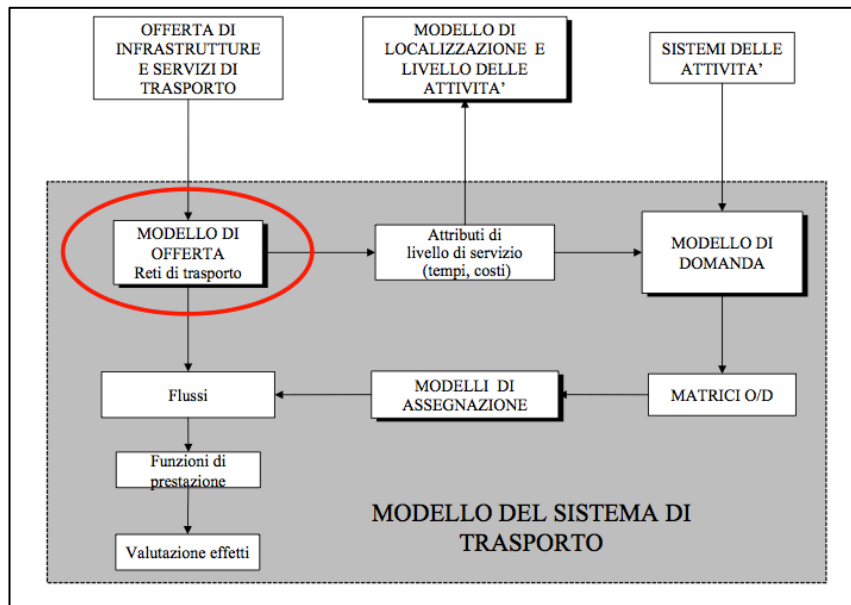 OFFERTA DI
INFRASTRUTTURE
E SERVIZI DI
TRASPORTO
MODELLO DI
LOCALIZZAZIONE E
LIVELLO DELLE
ATTIVITA'
SISTEMI DELLE
ATTIVITA'
MODELLO DI
OFFERTA
Reti di trasporto
Attributi di
livello di servizio
(tempi, costi)
MODELLO DI
DOMANDA
Flussi
MODELLI DI
ASSEGNAZIONE
MATRICI O/D
Funzioni di
prestazione
Valutazione effetti
MODELLO DEL SISTEMA DI
TRASPORTO